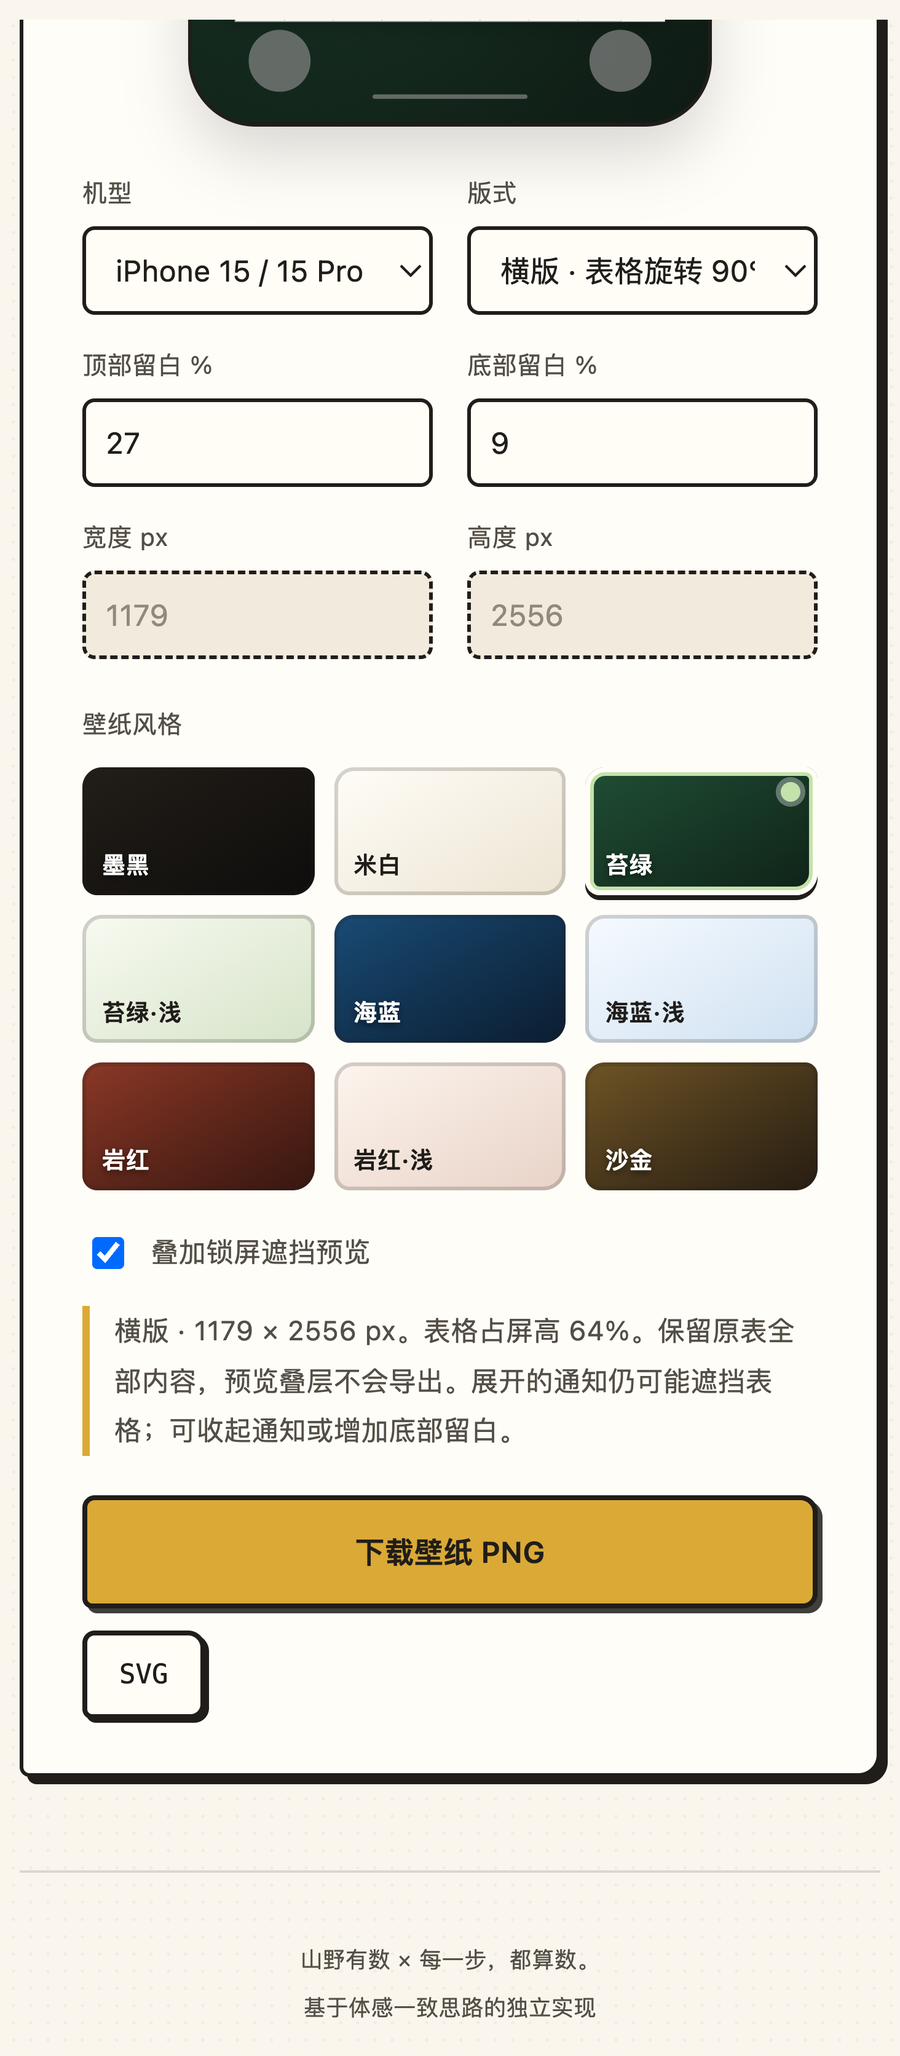 机型
版式
iPhone 15 / 15 Pro
横版 · 表格旋转 90°
顶部留白 %
底部留白 %
27
9
宽度 px
高度 px
1179
2556
壁纸风格
墨黑
米白
苔绿
苔绿·浅
海蓝
海蓝·浅
岩红
岩红·浅
沙金
叠加锁屏遮挡预览
横版 · 1179 × 2556 px。表格占屏高 64%。保留原表全
部内容，预览叠层不会导出。展开的通知仍可能遮挡表
格；可收起通知或增加底部留白。
下载壁纸 PNG
SVG
山野有数 × 每一步，都算数。
基于体感一致思路的独立实现